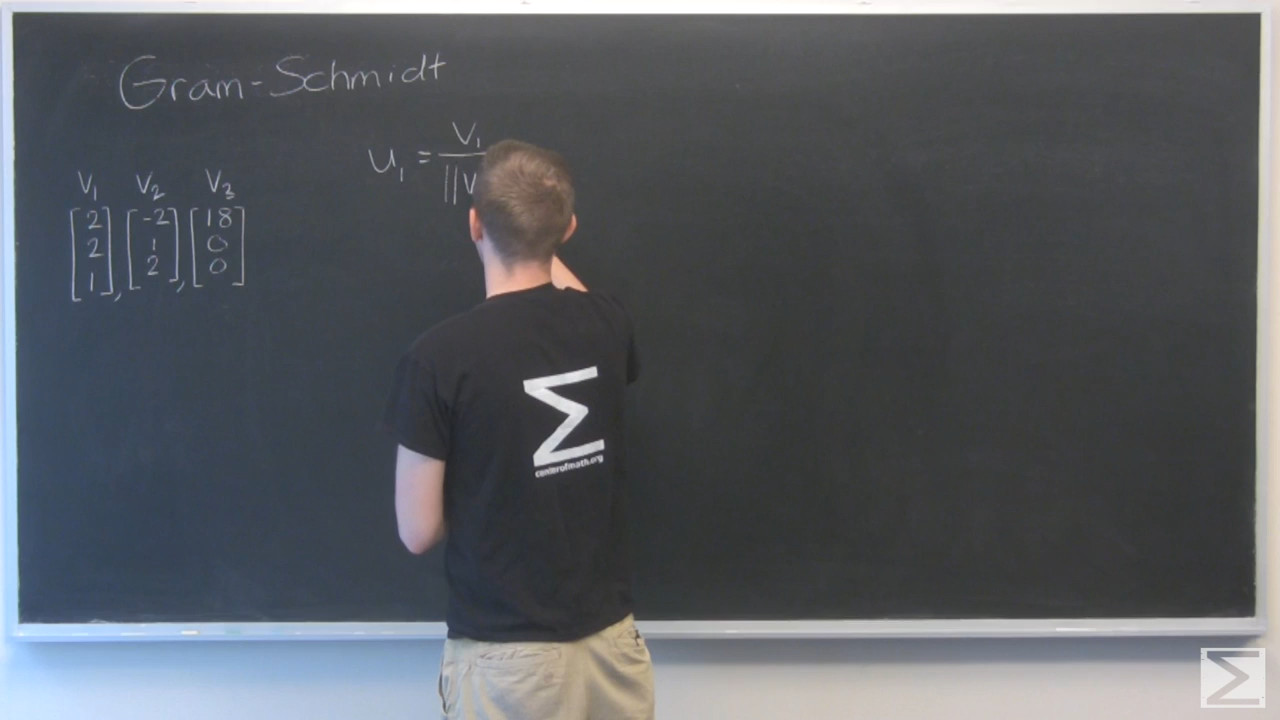 Gram-Schmidt
u₁ = v₁ / ||v
v₁ v₂ v₃
[2 [-2 [18
2 1 0
1], 2], 0]
Σ
centerofmath.org
Σ